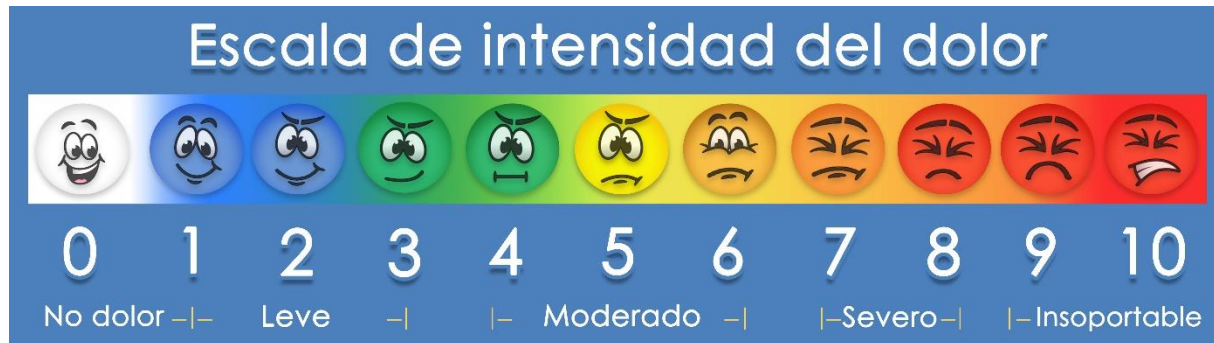 Escala de intensidad del dolor
0 1 2 3 4 5 6 7 8 9 10
No dolor -|- Leve -| |- Moderado -| |-Severo-| |-Insoportable